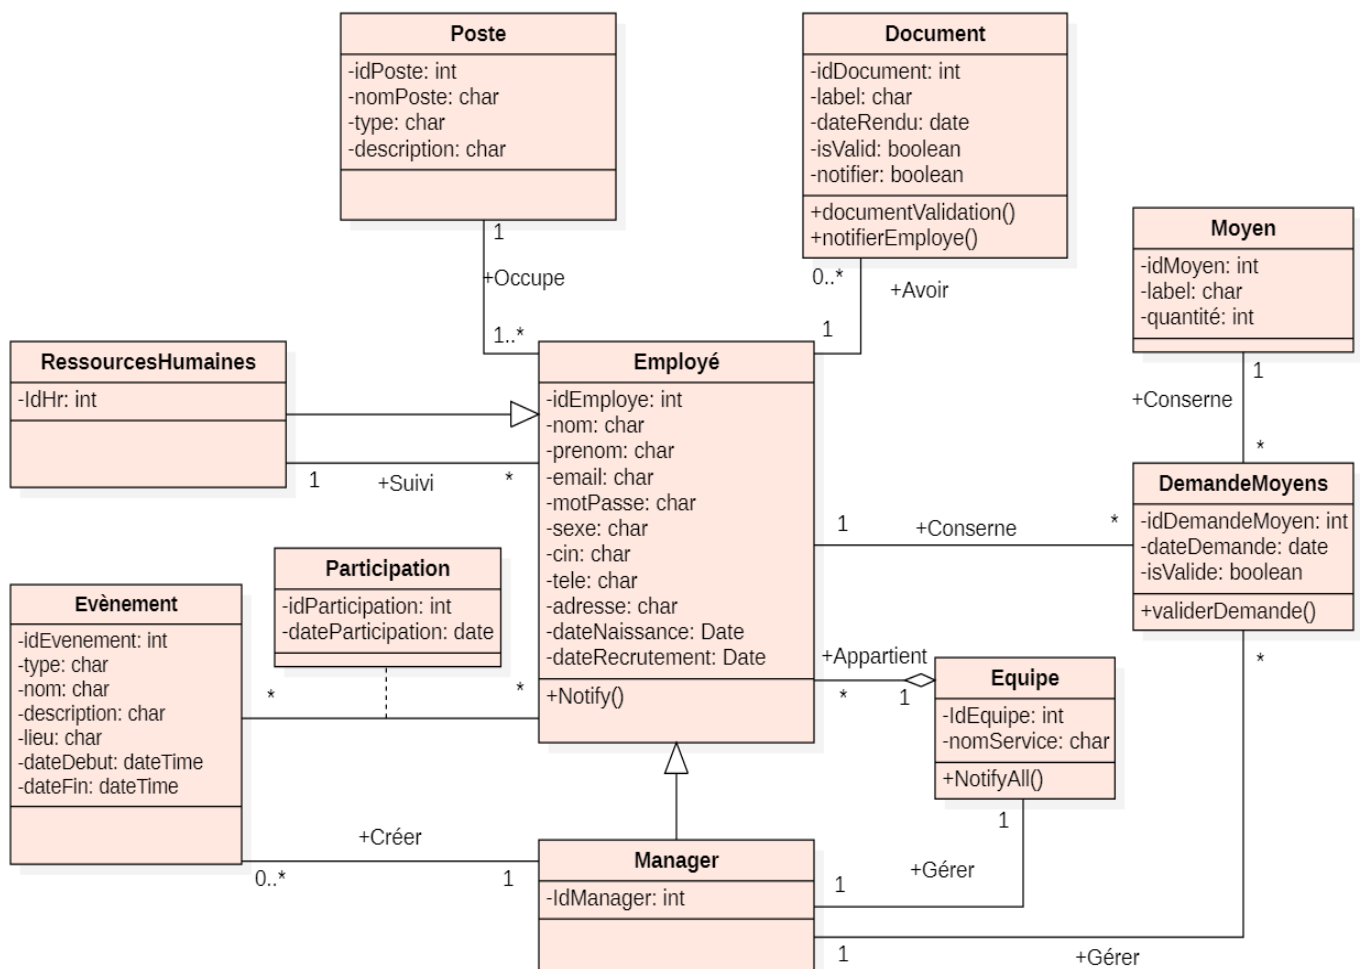 Poste
-idPoste: int
-nomPoste: char
-type: char
-description: char
1
+Occupe
1..*
Document
-idDocument: int
-label: char
-dateRendu: date
-isValid: boolean
-notifier: boolean
+documentValidation()
+notifierEmploye()
0..*
+Avoir
1
Moyen
-idMoyen: int
-label: char
-quantité: int
1
+Conserne
*
RessourcesHumaines
-IdHr: int
1
+Suivi
*
Employé
-idEmploye: int
-nom: char
-prenom: char
-email: char
-motPasse: char
-sexe: char
-cin: char
-tele: char
-adresse: char
-dateNaissance: Date
-dateRecrutement: Date
+Notify()
1
+Conserne
*
DemandeMoyens
-idDemandeMoyen: int
-dateDemande: date
-isValide: boolean
+validerDemande()
*
Participation
-idParticipation: int
-dateParticipation: date
*
*
Evènement
-idEvenement: int
-type: char
-nom: char
-description: char
-lieu: char
-dateDebut: dateTime
-dateFin: dateTime
+Appartient
*
1
Equipe
-IdEquipe: int
-nomService: char
+NotifyAll()
1
+Créer
0..*
1
Manager
-IdManager: int
+Gérer
1
1
+Gérer